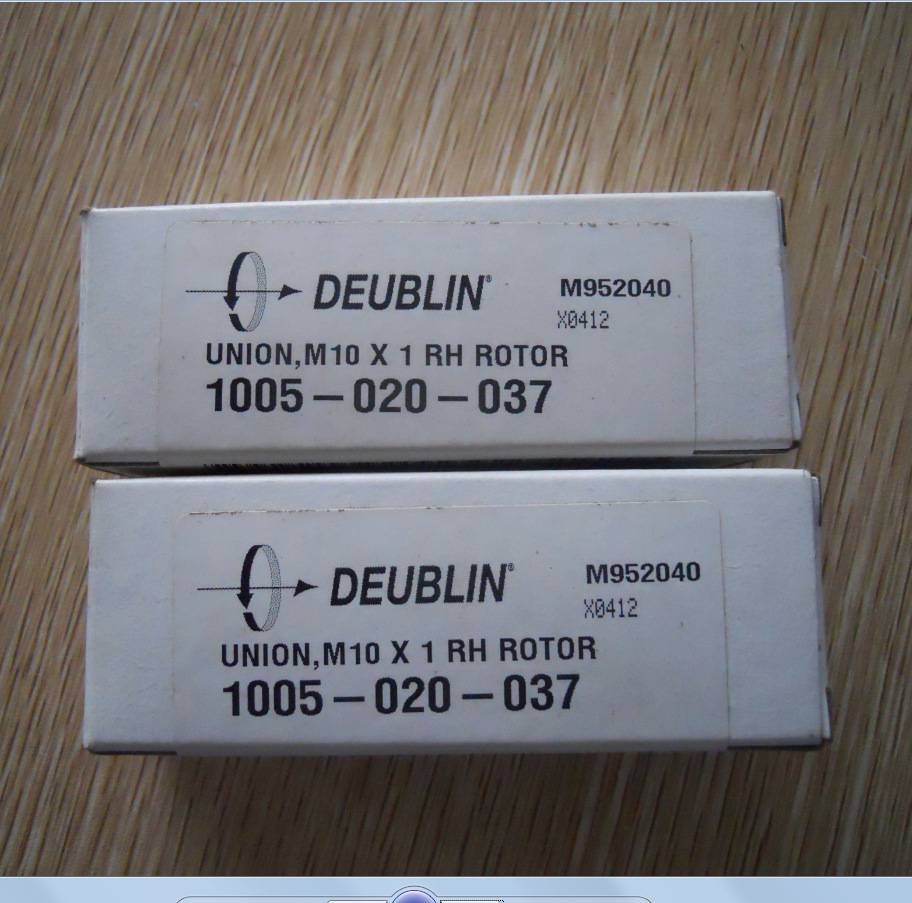 DEUBLIN® M952040
X0412
UNION,M10 X 1 RH ROTOR
1005–020–037
DEUBLIN® M952040
X0412
UNION,M10 X 1 RH ROTOR
1005–020–037